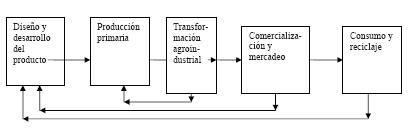 Diseño y
desarrollo
del
producto
Producción
primaria
Transfor-
mación
agroin-
dustrial
Comercializa-
ción y
mercadeo
Consumo y
reciclaje